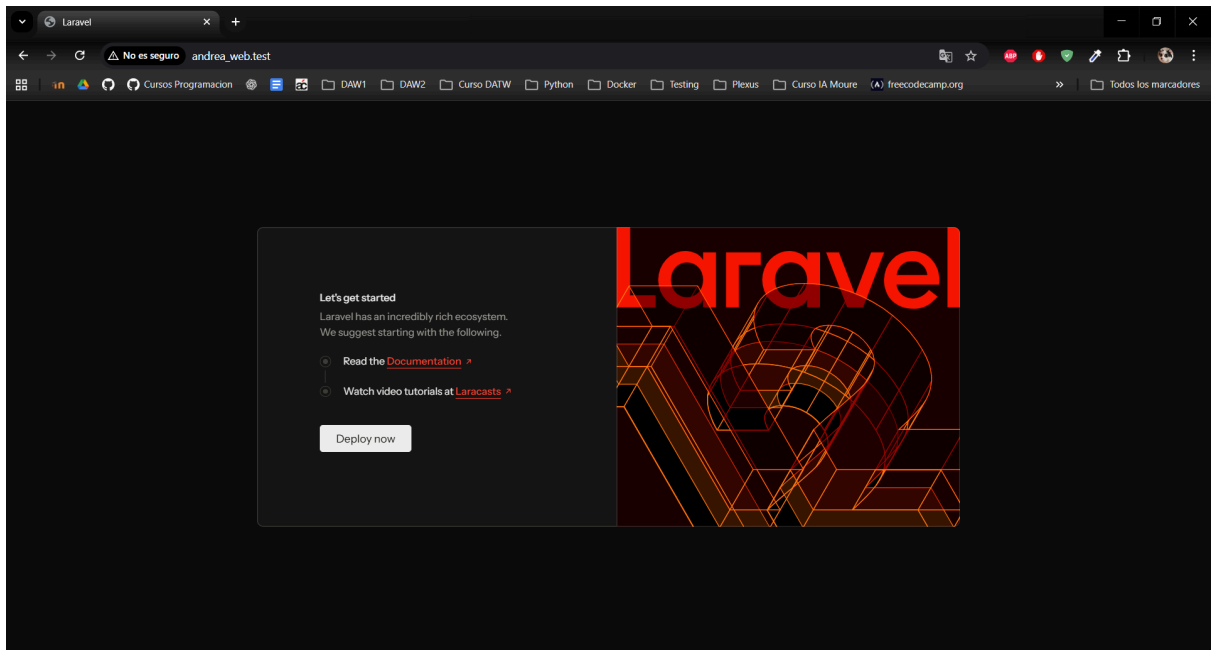 Laravel
No es seguro andrea_web.test
Cursos Programacion DAW1 DAW2 Curso DATW Python Docker Testing Plexus Curso IA Moure (A) freecodecamp.org » Todos los marcadores
Laravel
Let's get started
Laravel has an incredibly rich ecosystem.
We suggest starting with the following.
Read the Documentation
Watch video tutorials at Laracasts
Deploy now